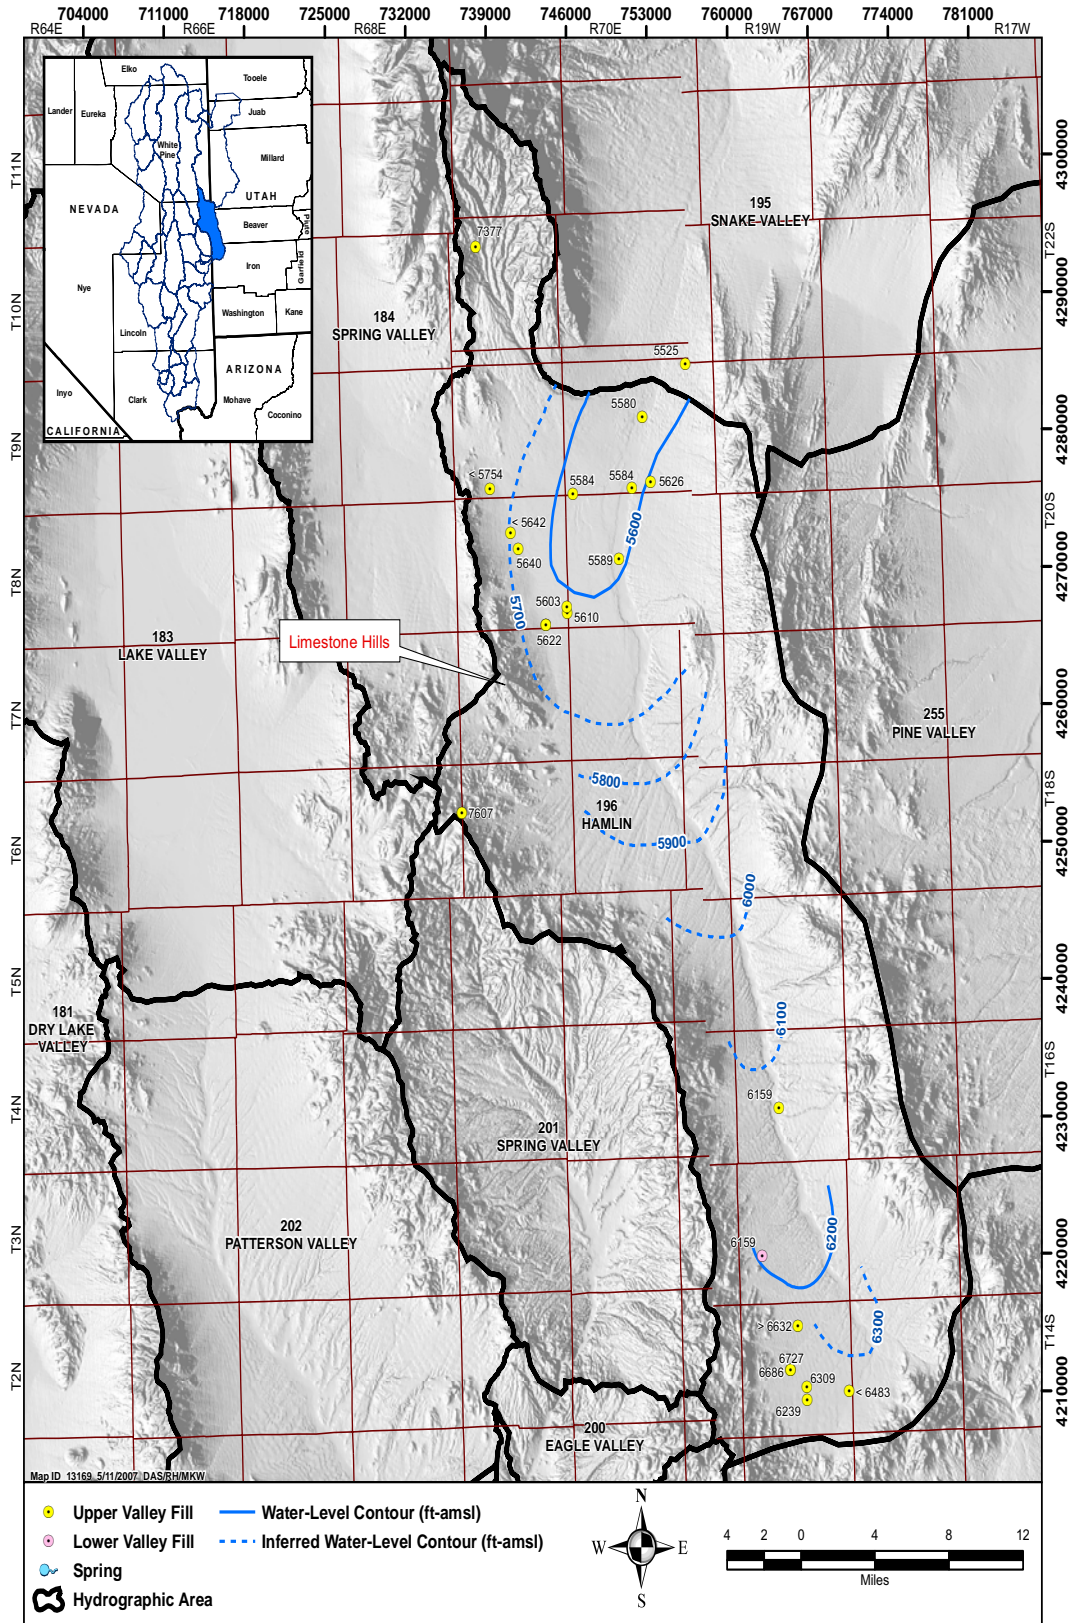 704000 711000 718000 725000 732000 739000 746000 753000 760000 767000 774000 781000
R64E R66E R68E R70E R19W R17W
Elko
Tooele
Lander
Eureka
Juab
White
Pine
Millard
UTAH
NEVADA
Beaver
Piute
Iron
Garfield
Nye
Washington
Kane
Lincoln
ARIZONA
Inyo
Clark
Mohave
Coconino
CALIFORNIA
T11N
T10N
T9N
T8N
T7N
T6N
T5N
T4N
T3N
T2N
4300000
T22S
4290000
4280000
T20S
4270000
4260000
T18S
4250000
4240000
T16S
4230000
4220000
T14S
4210000
195
SNAKE VALLEY
7377
184
SPRING VALLEY
5525
5580
< 5754
5584
5584
5626
< 5642
5640
5600
5589
5603
5610
5700
5622
Limestone Hills
183
LAKE VALLEY
255
PINE VALLEY
5800
196
HAMLIN
7607
5900
6000
181
DRY LAKE
VALLEY
6100
6159
201
SPRING VALLEY
202
PATTERSON VALLEY
6159
6200
6300
> 6632
6727
6686
6309
< 6483
6239
200
EAGLE VALLEY
Map ID 13169 5/11/2007 DAS/RH/MKW
Upper Valley Fill
Lower Valley Fill
Spring
Hydrographic Area
Water-Level Contour (ft-amsl)
Inferred Water-Level Contour (ft-amsl)
N
W E
S
4 2 0 4 8 12
Miles